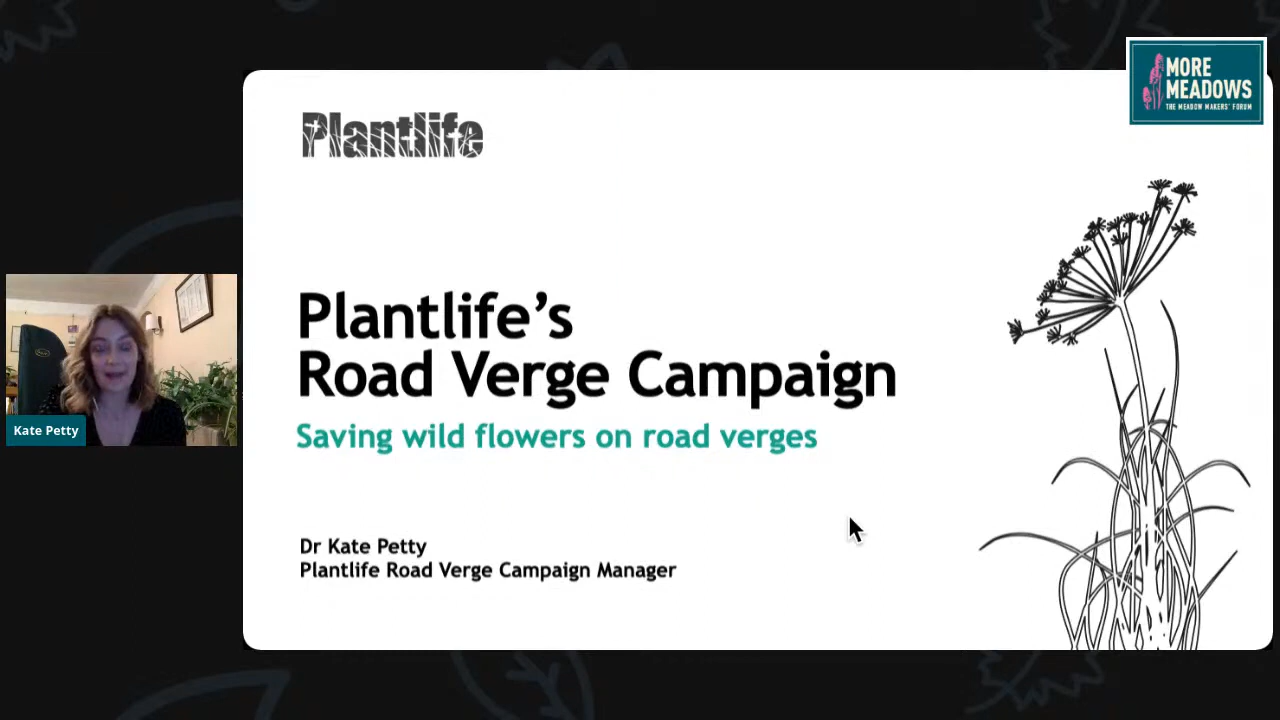 MORE
MEADOWS
THE MEADOW MAKERS' FORUM
Plantlife
Plantlife's
Road Verge Campaign
Saving wild flowers on road verges
Kate Petty
Dr Kate Petty
Plantlife Road Verge Campaign Manager